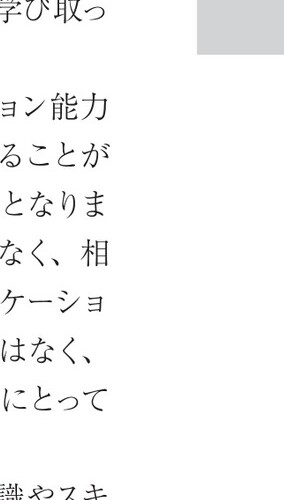 学び取っ
ョン能力
ることが
となりま
なく、相
ケーショ
はなく、
にとって
識やスキ